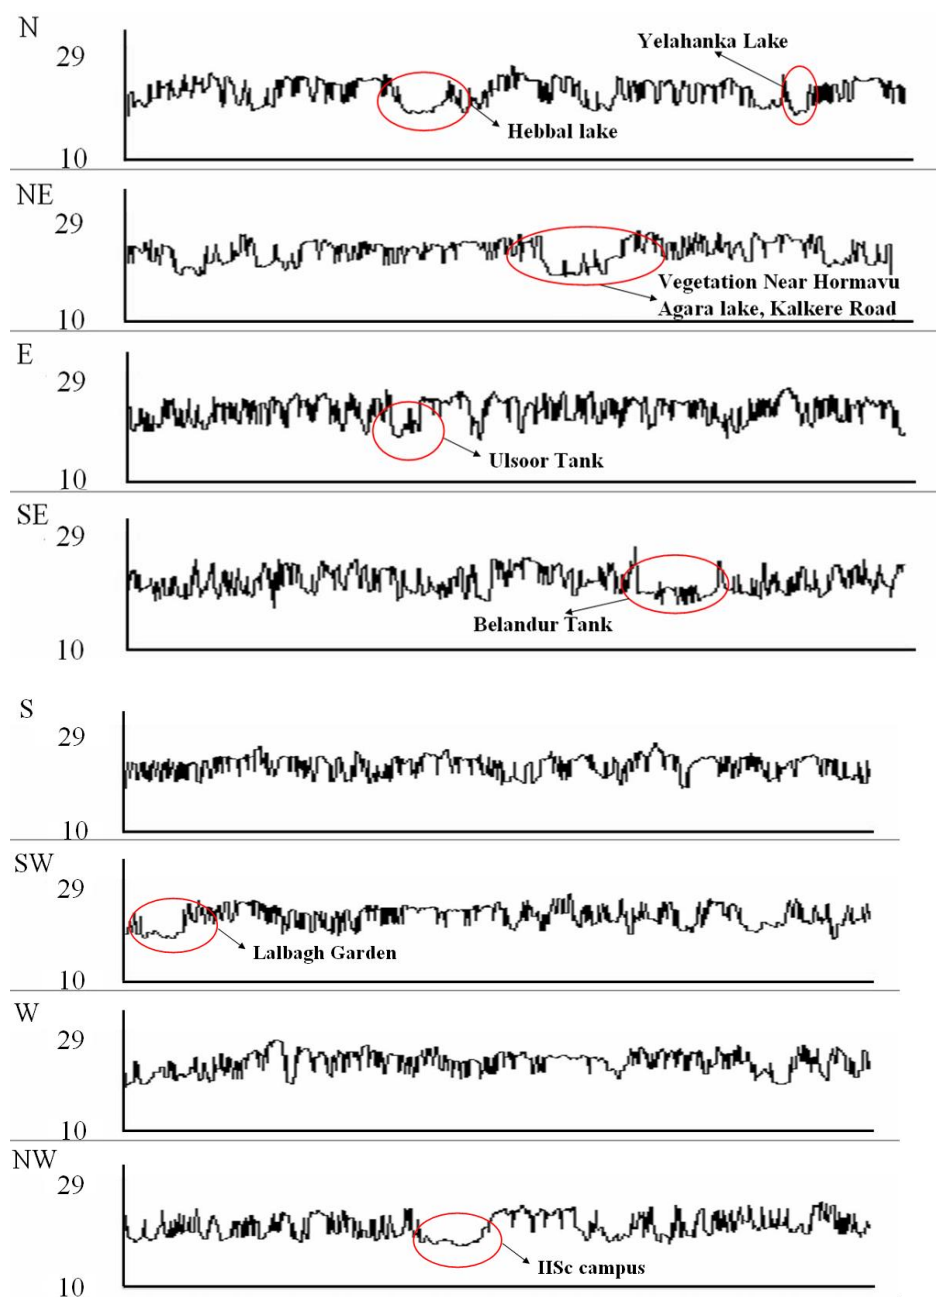 N
29
Yelahanka Lake
Hebbal lake
10
NE
29
Vegetation Near Hormavu
Agara lake, Kalkere Road
10
E
29
Ulsoor Tank
10
SE
29
Belandur Tank
10
S
29
10
SW
29
Lalbagh Garden
10
W
29
10
NW
29
IISc campus
10